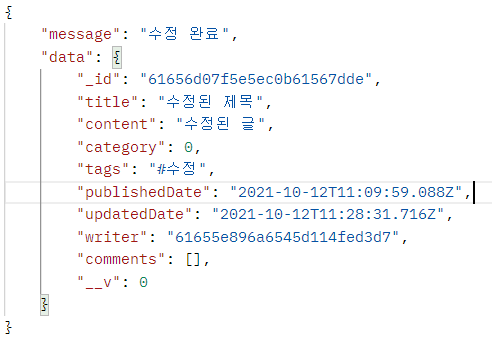 {
"message": "수정 완료",
"data": {
"_id": "61656d07f5e5ec0b61567dde",
"title": "수정된 제목",
"content": "수정된 글",
"category": 0,
"tags": "#수정",
"publishedDate": "2021-10-12T11:09:59.088Z",
"updatedDate": "2021-10-12T11:28:31.716Z",
"writer": "61655e896a6545d114fed3d7",
"comments": [],
"__v": 0
}
}